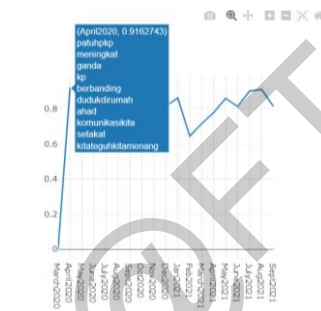 (April2020, 0.9162743)
patuhpkp
meningkat
ganda
kp
berbanding
dudukdirumah
ahad
komunikasikita
setakat
kitateguhkitamenang
0.8
0.6
0.4
0.2
0
March2020
April2020
May2020
June2020
July2020
Aug2020
Sept2020
Oct2020
Nov2020
Dec2020
Jan2021
Feb2021
March2021
April2021
May2021
June2021
July2021
Aug2021
Sept2021
©FT